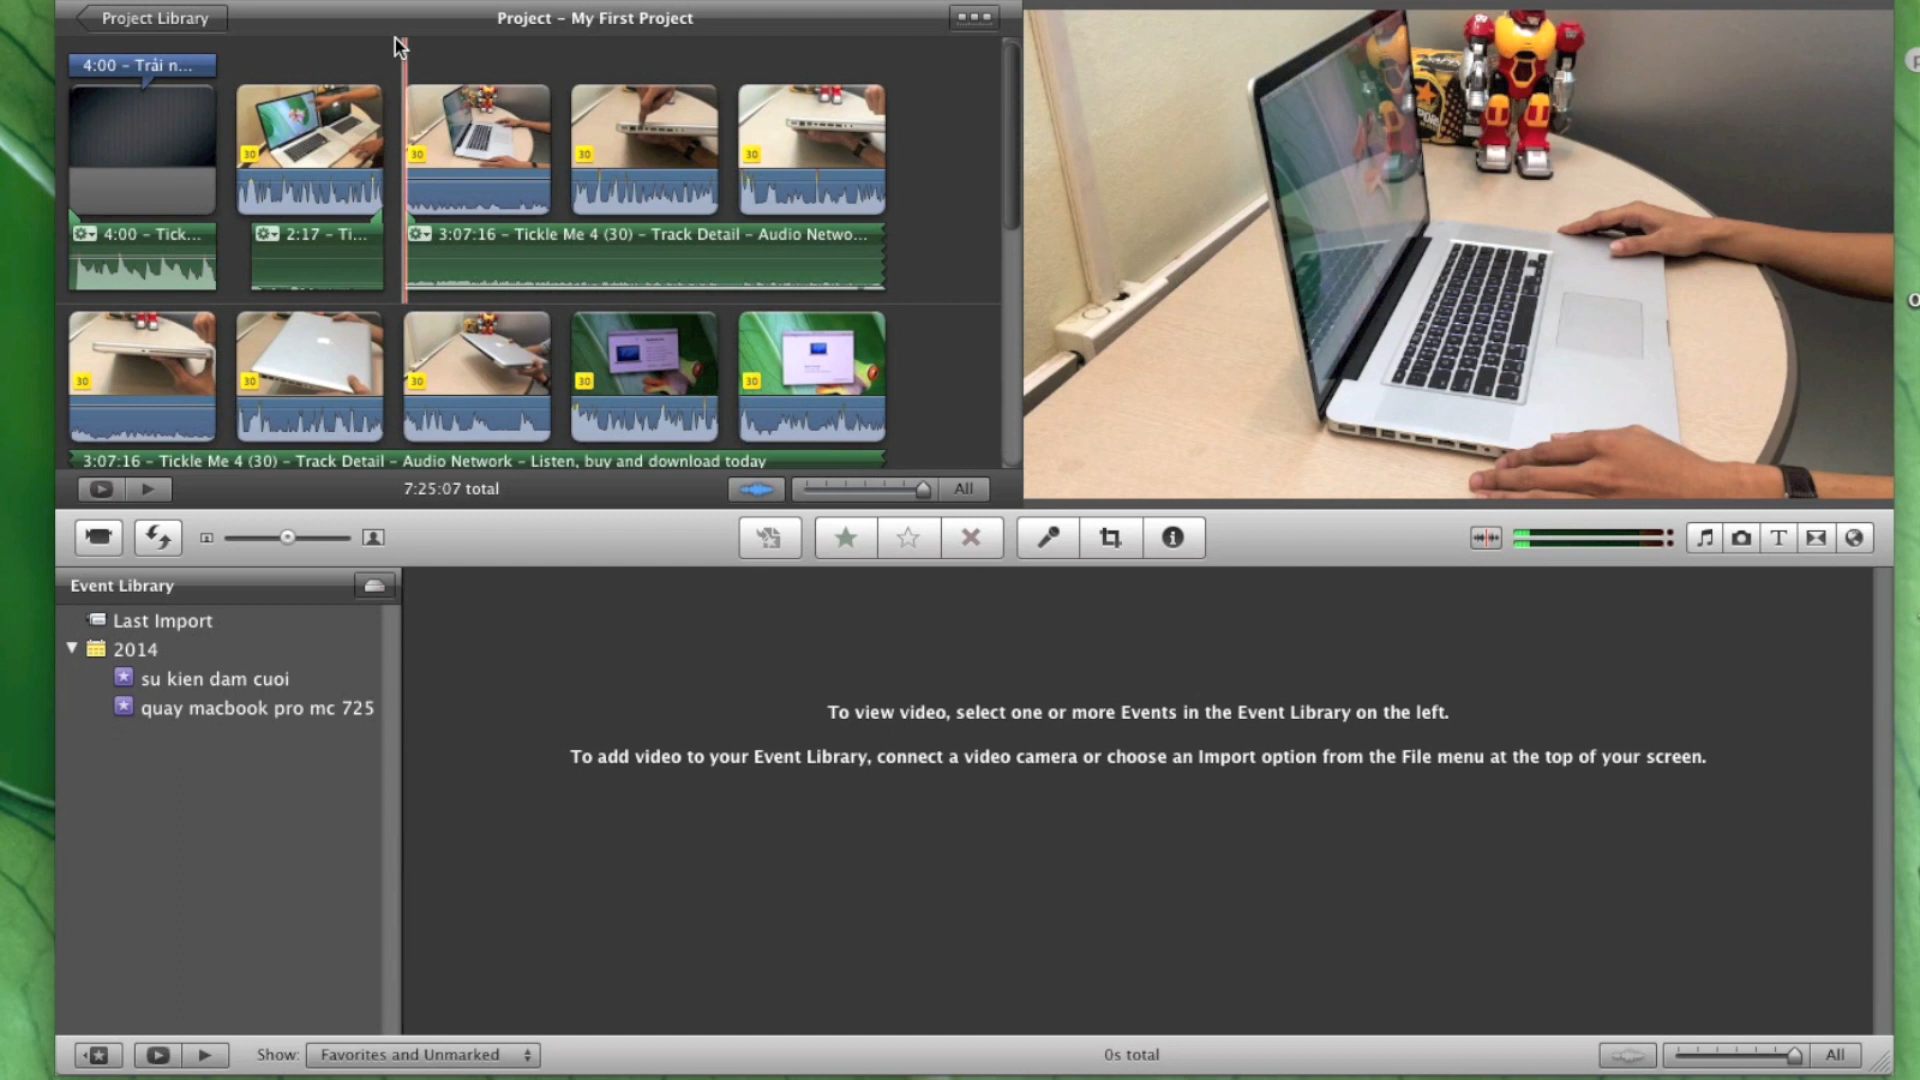 Project Library
Project – My First Project
4:00 – Trải n...
30
30
30
30
4:00 – Tick...
2:17 – Ti...
3:07:16 – Tickle Me 4 (30) – Track Detail – Audio Netwo...
30
30
30
30
30
3:07:16 – Tickle Me 4 (30) – Track Detail – Audio Network – Listen, buy and download today
7:25:07 total
All
T
Event Library
Last Import
2014
su kien dam cuoi
quay macbook pro mc 725
To view video, select one or more Events in the Event Library on the left.
To add video to your Event Library, connect a video camera or choose an Import option from the File menu at the top of your screen.
Show:
Favorites and Unmarked
0s total
All